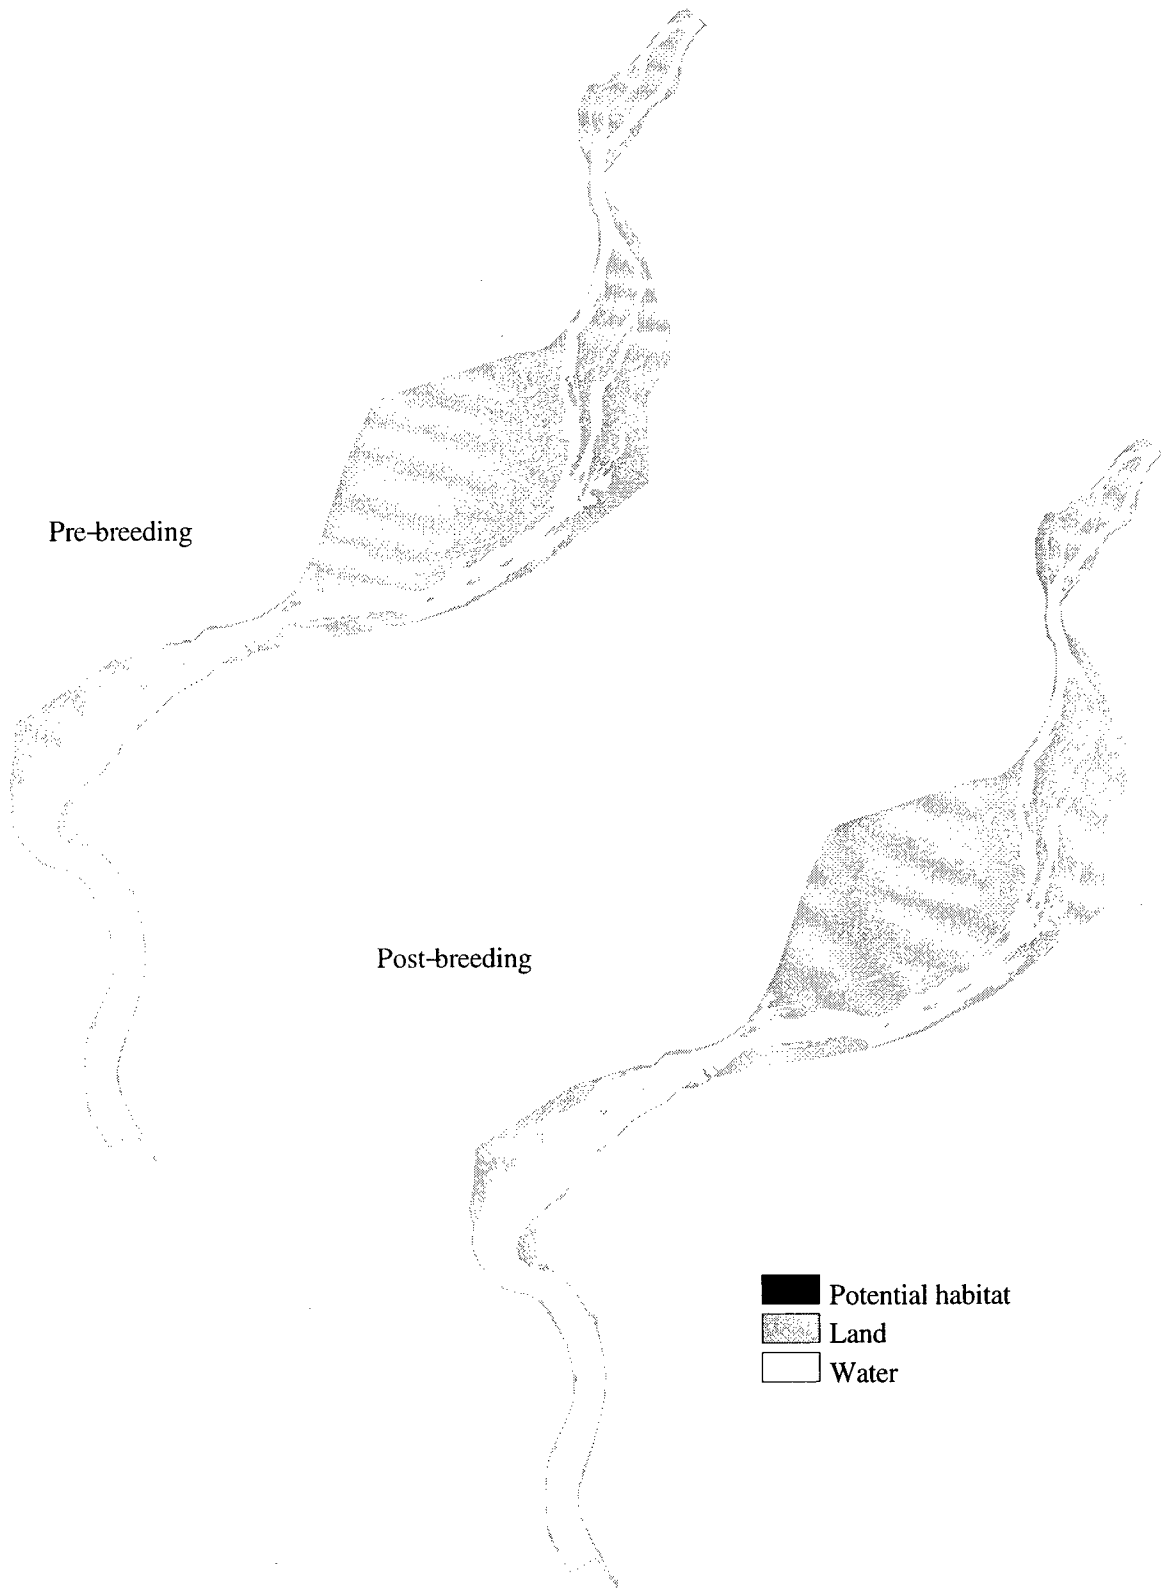 Pre-breeding
Post-breeding
Potential habitat
Land
Water